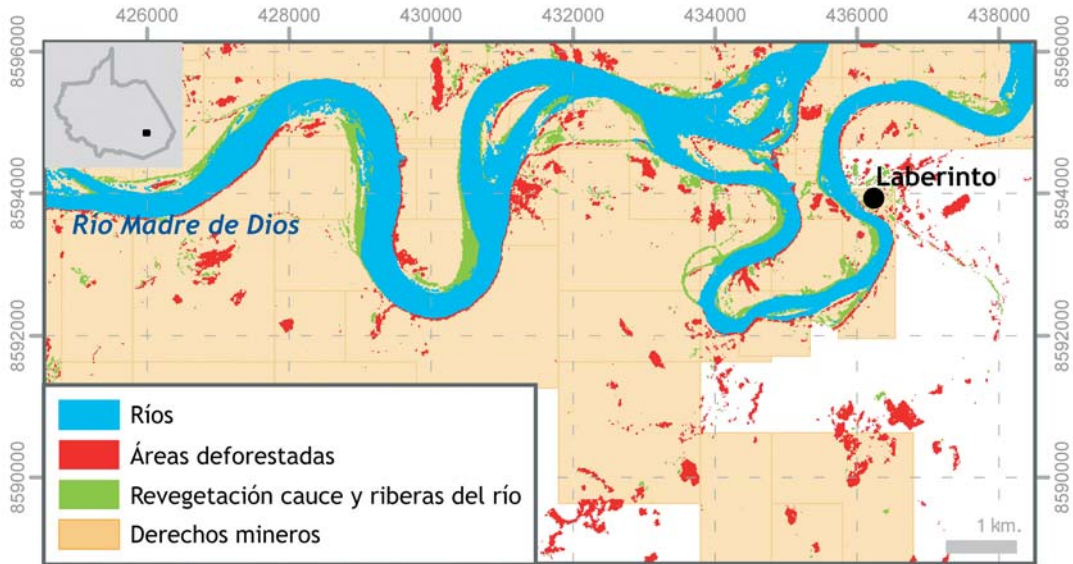 426000 428000 430000 432000 434000 436000 438000
8596000 8596000
8594000 8594000
Laberinto
Río Madre de Dios
8592000 8592000
Ríos
Áreas deforestadas
Revegetación cauce y riberas del río
Derechos mineros
8590000 8590000
1 km.